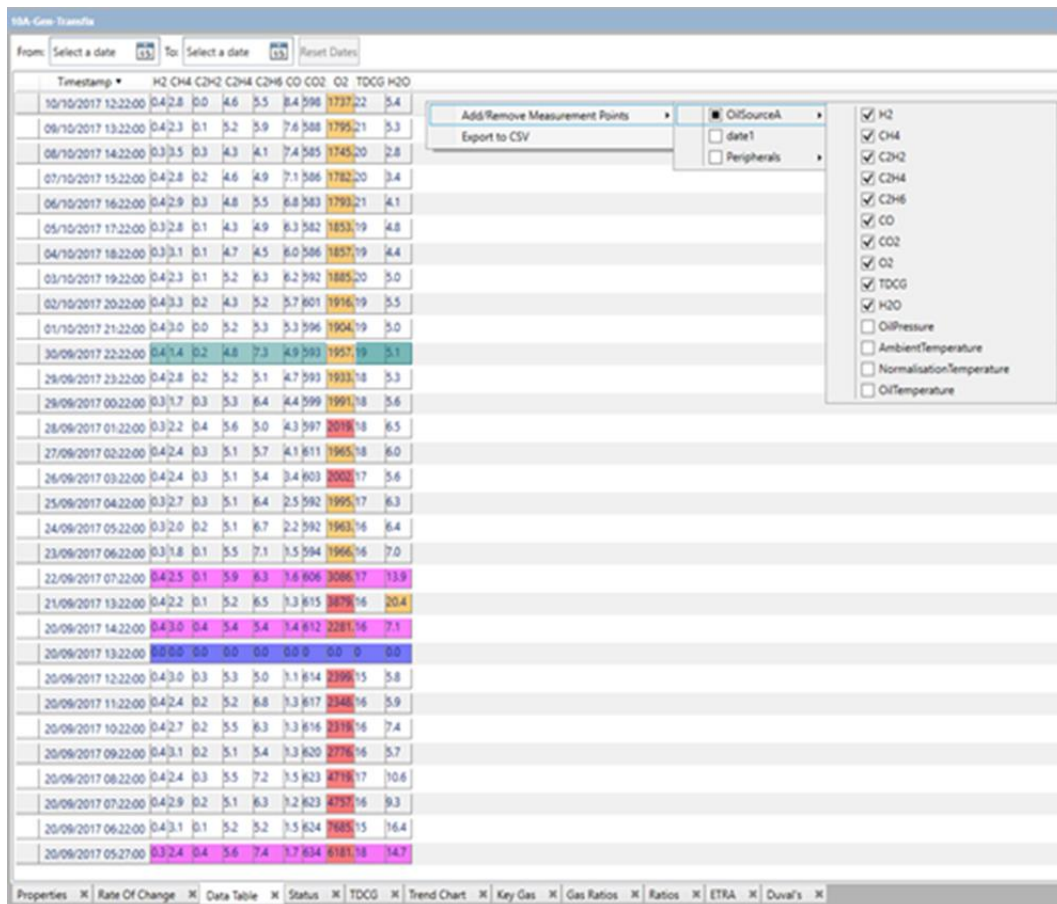 10A-Gen-Transfix
From: Select a date 15 To: Select a date 15 Reset Dates
Timestamp H2 CH4 C2H2 C2H4 C2H6 CO CO2 O2 TDCG H2O
10/10/2017 12:22:00 0.4 2.8 0.0 4.6 5.5 8.4 598 1737. 22 5.4
09/10/2017 13:22:00 0.4 2.3 0.1 5.2 5.9 7.6 588 1795. 21 5.3
08/10/2017 14:22:00 0.3 3.5 0.3 4.3 4.1 7.4 585 1745. 20 2.8
07/10/2017 15:22:00 0.4 2.8 0.2 4.6 4.9 7.1 586 1782. 20 3.4
06/10/2017 16:22:00 0.4 2.9 0.3 4.8 5.5 6.8 583 1793. 21 4.1
05/10/2017 17:22:00 0.3 2.8 0.1 4.3 4.9 6.3 582 1853. 19 4.8
04/10/2017 18:22:00 0.3 3.1 0.1 4.7 4.5 6.0 586 1857. 19 4.4
03/10/2017 19:22:00 0.4 2.3 0.1 5.2 6.3 6.2 592 1885. 20 5.0
02/10/2017 20:22:00 0.4 3.3 0.2 4.3 5.2 5.7 601 1916. 19 5.5
01/10/2017 21:22:00 0.4 3.0 0.0 5.2 5.3 5.3 596 1904. 19 5.0
30/09/2017 22:22:00 0.4 1.4 0.2 4.8 7.3 4.9 593 1957. 19 5.1
29/09/2017 23:22:00 0.4 2.8 0.2 5.2 5.1 4.7 593 1933. 18 5.3
29/09/2017 00:22:00 0.3 1.7 0.3 5.3 6.4 4.4 599 1991. 18 5.6
28/09/2017 01:22:00 0.3 2.2 0.4 5.6 5.0 4.3 597 2019. 18 6.5
27/09/2017 02:22:00 0.4 2.4 0.3 5.1 5.7 4.1 611 1965. 18 6.0
26/09/2017 03:22:00 0.4 2.4 0.3 5.1 5.4 3.4 603 2002. 17 5.6
25/09/2017 04:22:00 0.3 2.7 0.3 5.1 6.4 2.5 592 1995. 17 6.3
24/09/2017 05:22:00 0.3 2.0 0.2 5.1 6.7 2.2 592 1963. 16 6.4
23/09/2017 06:22:00 0.3 1.8 0.1 5.5 7.1 1.5 594 1966. 16 7.0
22/09/2017 07:22:00 0.4 2.5 0.1 5.9 6.3 1.6 606 3086. 17 13.9
21/09/2017 13:22:00 0.4 2.2 0.1 5.2 6.5 1.3 615 3879. 16 20.4
20/09/2017 14:22:00 0.4 3.0 0.4 5.4 5.4 1.4 612 2281. 16 7.1
20/09/2017 13:22:00 0.0 0.0 0.0 0.0 0.0 0.0 0 0.0 0 0.0
20/09/2017 12:22:00 0.4 3.0 0.3 5.3 5.0 1.1 614 2399. 15 5.8
20/09/2017 11:22:00 0.4 2.4 0.2 5.2 6.8 1.3 617 2348. 16 5.9
20/09/2017 10:22:00 0.4 2.7 0.2 5.5 6.3 1.3 616 2319. 16 7.4
20/09/2017 09:22:00 0.4 3.1 0.2 5.1 5.4 1.3 620 2776. 16 5.7
20/09/2017 08:22:00 0.4 2.4 0.3 5.5 7.2 1.5 623 4719. 17 10.6
20/09/2017 07:22:00 0.4 2.9 0.2 5.1 6.3 1.2 623 4757. 16 9.3
20/09/2017 06:22:00 0.4 3.1 0.1 5.2 5.2 1.5 624 7685. 15 16.4
20/09/2017 05:27:00 0.3 2.4 0.4 5.6 7.4 1.7 634 6181. 18 14.7
Add/Remove Measurement Points
Export to CSV
OilSourceA
date1
Peripherals
H2
CH4
C2H2
C2H4
C2H6
CO
CO2
O2
TDCG
H2O
OilPressure
AmbientTemperature
NormalisationTemperature
OilTemperature
Properties Rate Of Change Data Table Status TDCG Trend Chart Key Gas Gas Ratios Ratios ETRA Duval's